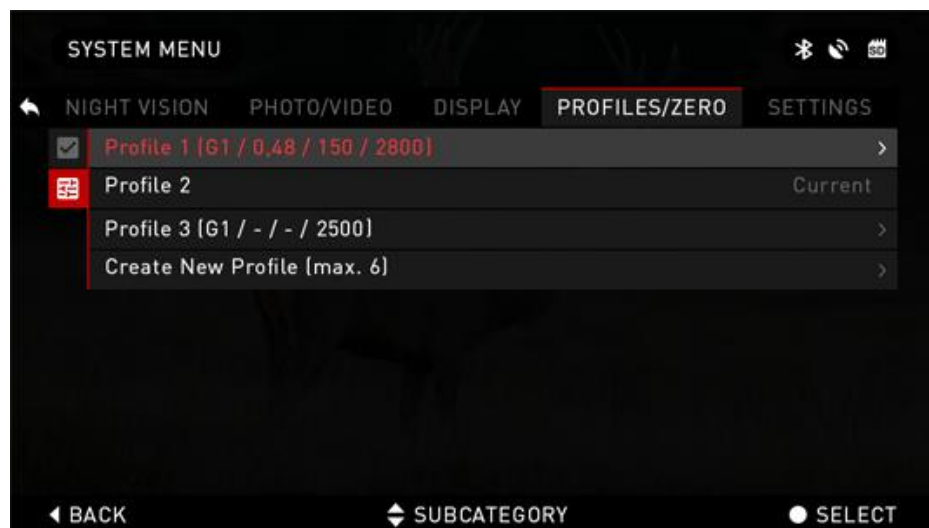 SYSTEM MENU
NIGHT VISION PHOTO/VIDEO DISPLAY PROFILES/ZERO SETTINGS
Profile 1 (G1 / 0,48 / 150 / 2800)
Profile 2 Current
Profile 3 (G1 / - / - / 2500)
Create New Profile (max. 6)
BACK SUBCATEGORY SELECT